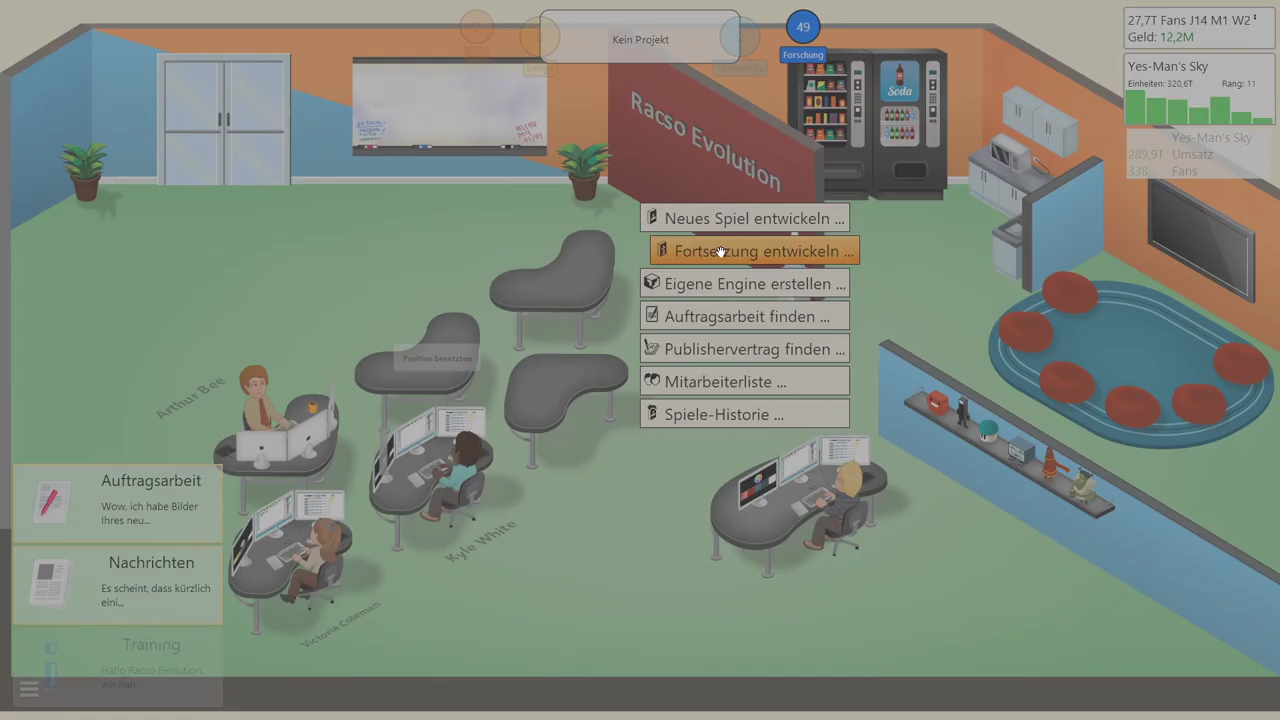 Kein Projekt
49
Forschung
27,7T Fans J14 M1 W2
Geld: 12,2M
Yes-Man's Sky
Einheiten: 320,6T Rang: 11
Yes-Man's Sky
289,9T Umsatz
338 Fans
Soda
Racso Evolution
Neues Spiel entwickeln ...
Fortsetzung entwickeln ...
Eigene Engine erstellen ...
Auftragsarbeit finden ...
Publishervertrag finden ...
Mitarbeiterliste ...
Spiele-Historie ...
Position besetzten
Arthur Bee
Kyle White
Victoria Coleman
Auftragsarbeit
Wow, ich habe Bilder
Ihres neu...
Nachrichten
Es scheint, dass kürzlich
eini...
Training
Hallo Racso Evolution,
wir hab...